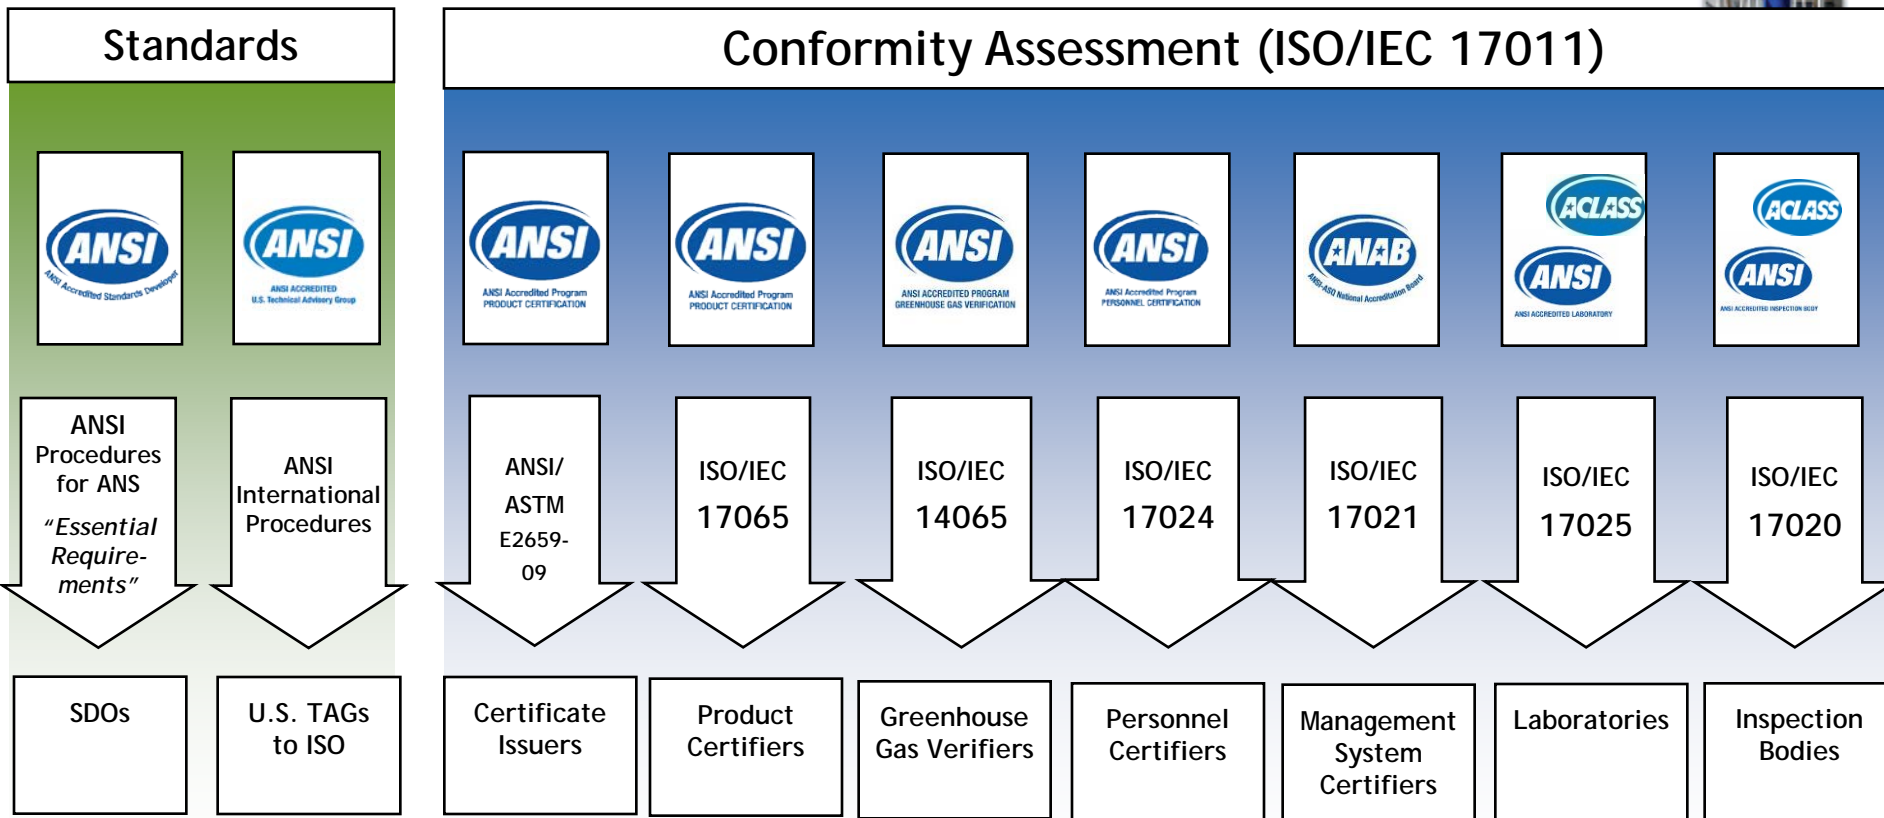 Standards
Conformity Assessment (ISO/IEC 17011)
ANSI
ANSI Accredited Standards Developer
ANSI
ANSI ACCREDITED
U.S. Technical Advisory Group
ANSI
ANSI Accredited Program
PRODUCT CERTIFICATION
ANSI
ANSI Accredited Program
PRODUCT CERTIFICATION
ANSI
ANSI ACCREDITED PROGRAM
GREENHOUSE GAS VERIFICATION
ANSI
ANSI Accredited Program
PERSONNEL CERTIFICATION
ANAB
ANSI-ASQ National Accreditation Board
ACLASS
ANSI
ANSI ACCREDITED LABORATORY
ACLASS
ANSI
ANSI ACCREDITED INSPECTION BODY
ANSI
Procedures
for ANS
“Essential
Require-
ments”
ANSI
International
Procedures
ANSI/
ASTM
E2659-
09
ISO/IEC
17065
ISO/IEC
14065
ISO/IEC
17024
ISO/IEC
17021
ISO/IEC
17025
ISO/IEC
17020
SDOs
U.S. TAGs
to ISO
Certificate
Issuers
Product
Certifiers
Greenhouse
Gas Verifiers
Personnel
Certifiers
Management
System
Certifiers
Laboratories
Inspection
Bodies